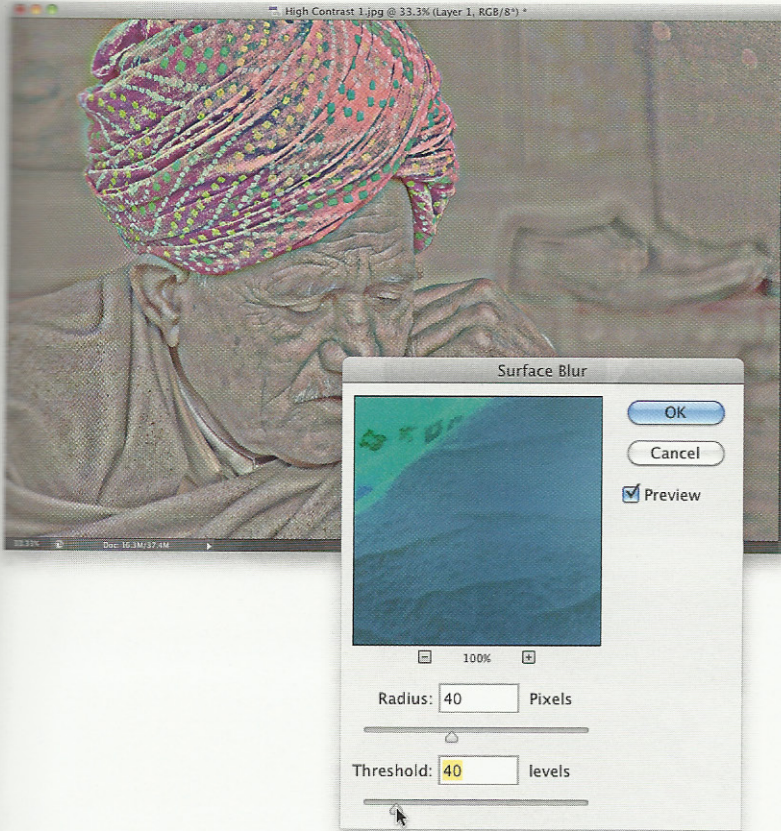 High Contrast 1.jpg @ 33.3% (Layer 1, RGB/8*) *
33.33% Doc: 16.3M/37.4M
Surface Blur
OK
Cancel
Preview
100%
Radius: 40 Pixels
Threshold: 40 levels